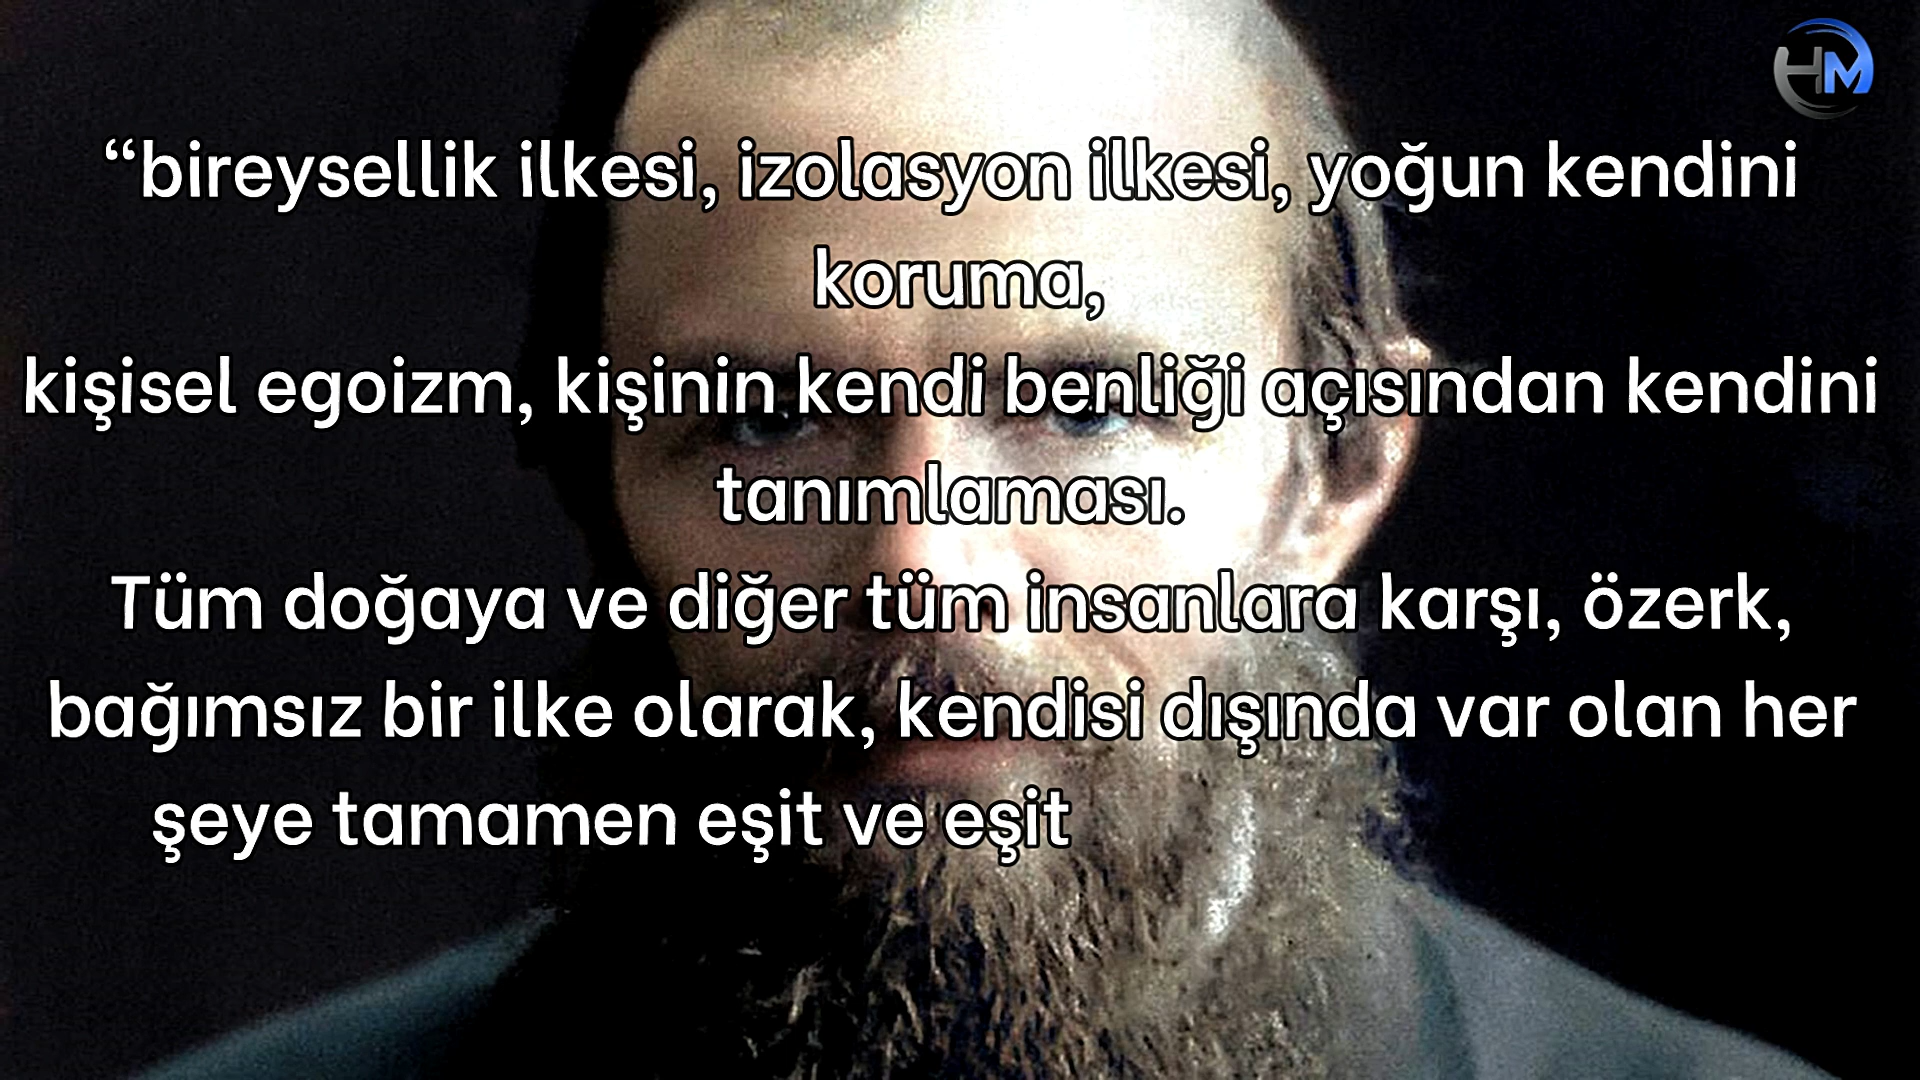 HM
“bireysellik ilkesi, izolasyon ilkesi, yoğun kendini
koruma,
kişisel egoizm, kişinin kendi benliği açısından kendini
tanımlaması.
Tüm doğaya ve diğer tüm insanlara karşı, özerk,
bağımsız bir ilke olarak, kendisi dışında var olan her
şeye tamamen eşit ve eşit